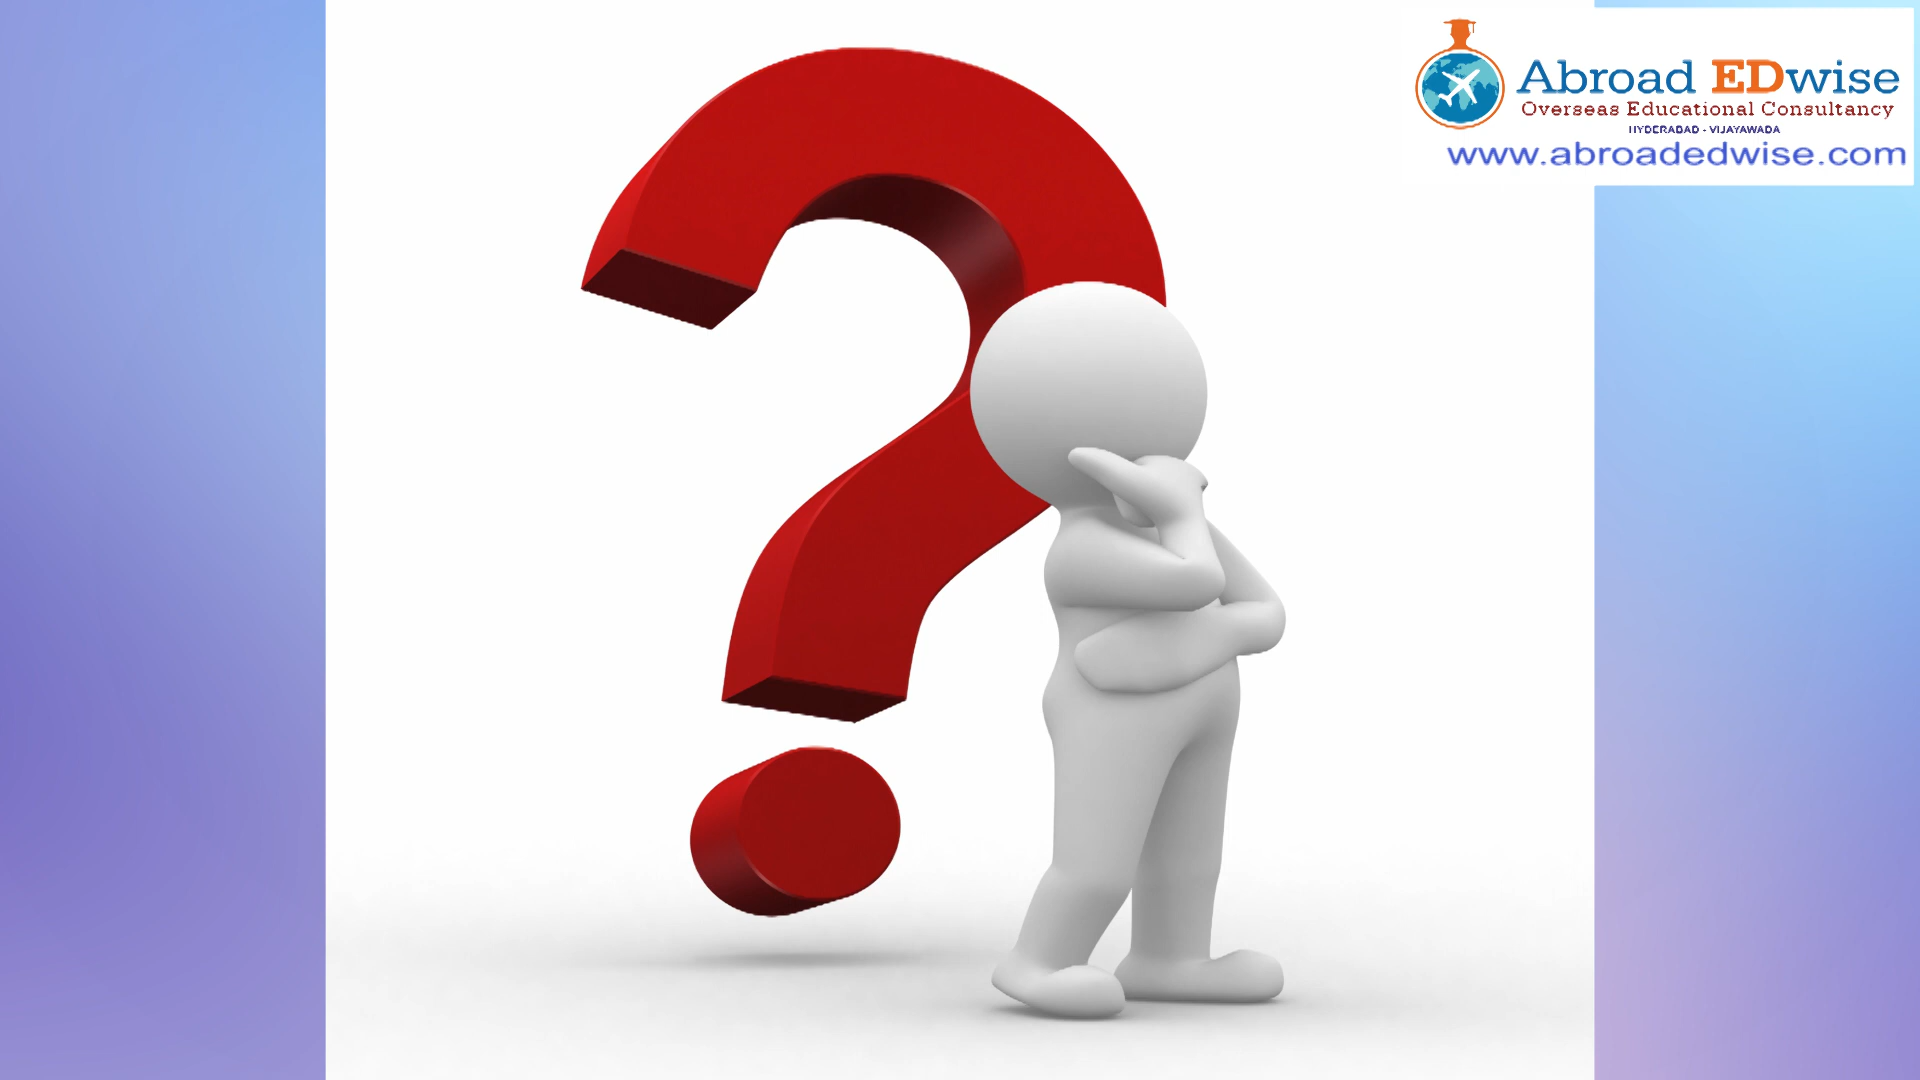 Abroad EDwise
Overseas Educational Consultancy
HYDERABAD - VIJAYAWADA
www.abroadedwise.com